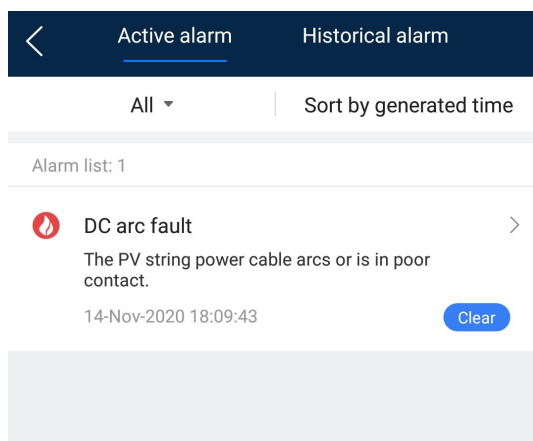 Active alarm Historical alarm
All Sort by generated time
Alarm list: 1
DC arc fault
The PV string power cable arcs or is in poor
contact.
14-Nov-2020 18:09:43 Clear